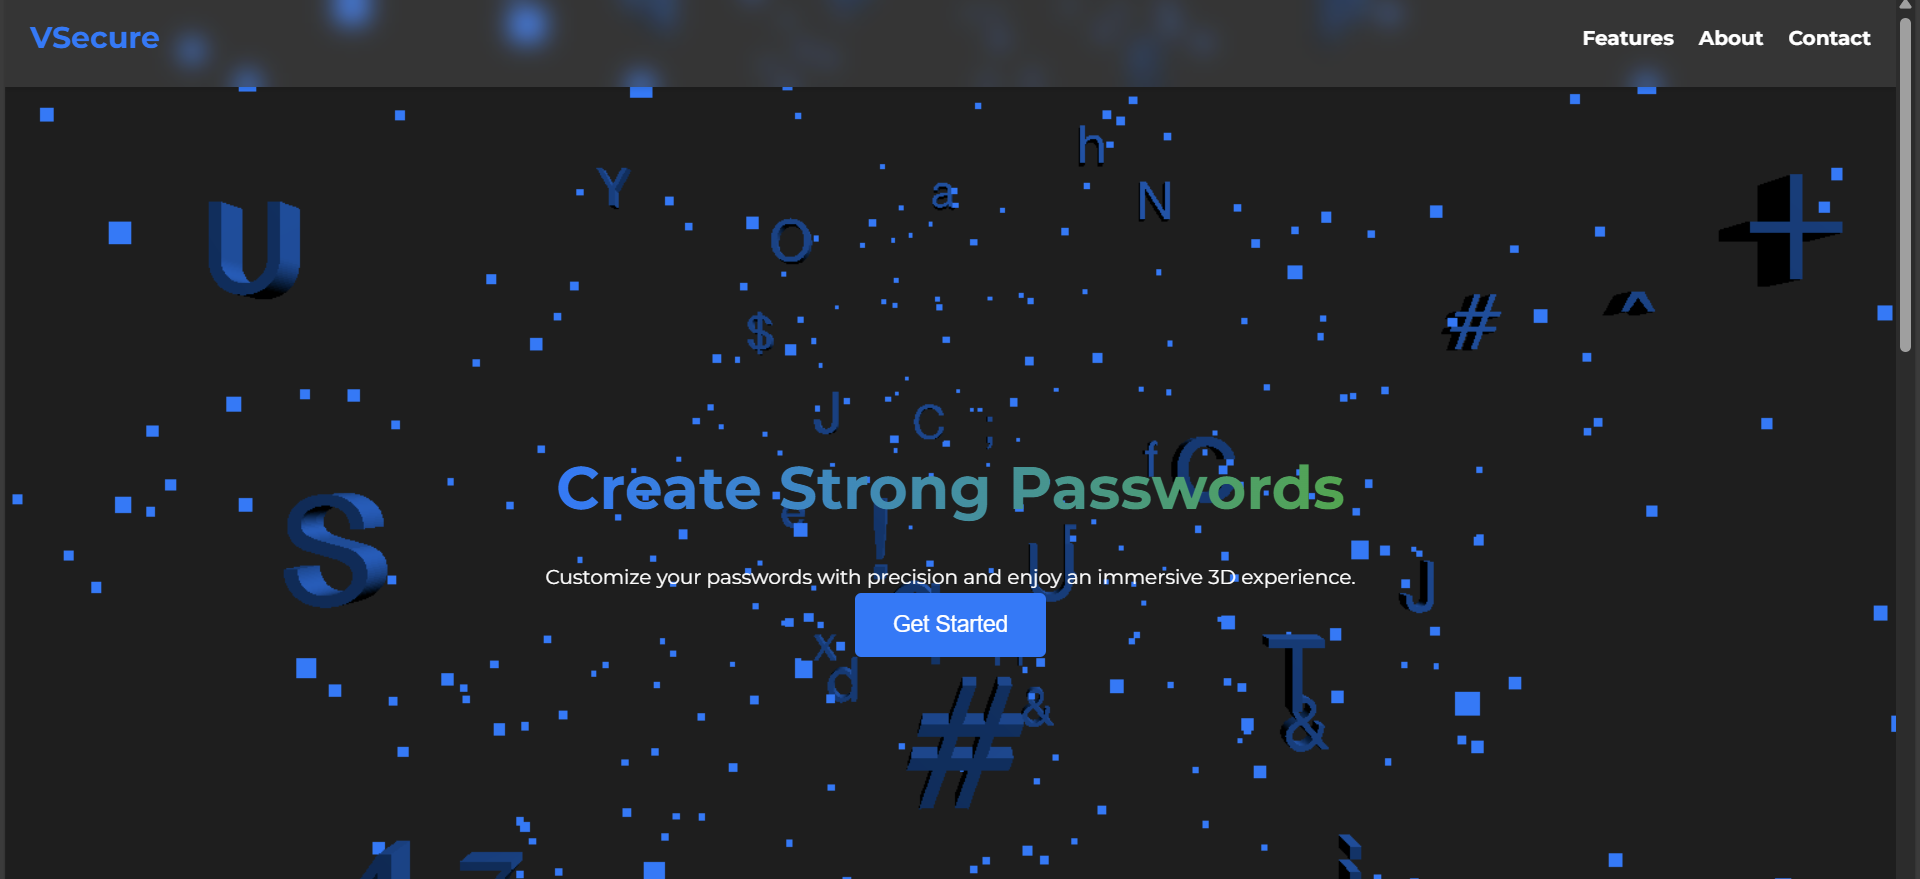 VSecure
Features About Contact
h
Y
a
N
U
O
+
^
#
$
J
C
;
f
C
Create Strong Passwords
e
!
S
U
J
Customize your passwords with precision and enjoy an immersive 3D experience.
Get Started
x
d
T
&
&
#